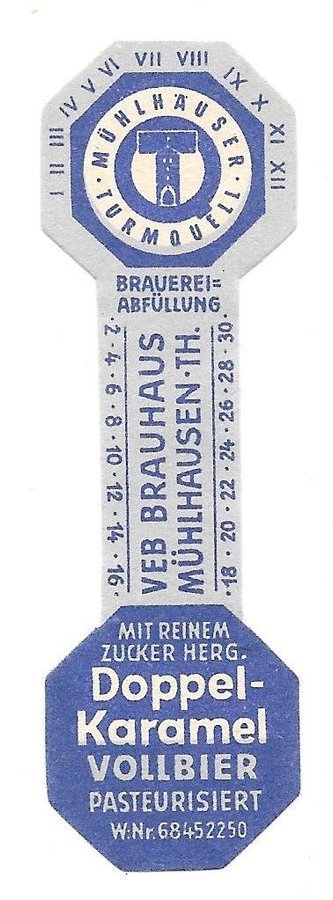 I II III IV V VI VII VIII IX X XI XII
MÜHLHÄUSER
· TURMQUELL ·
BRAUEREI=
ABFÜLLUNG
·2·4·6·8·10·12·14·16·
VEB BRAUHAUS
MÜHLHAUSEN·TH.
·18·20·22·24·26·28·30·
MIT REINEM
ZUCKER HERG.
Doppel-
Karamel
VOLLBIER
PASTEURISIERT
W:Nr.68452250